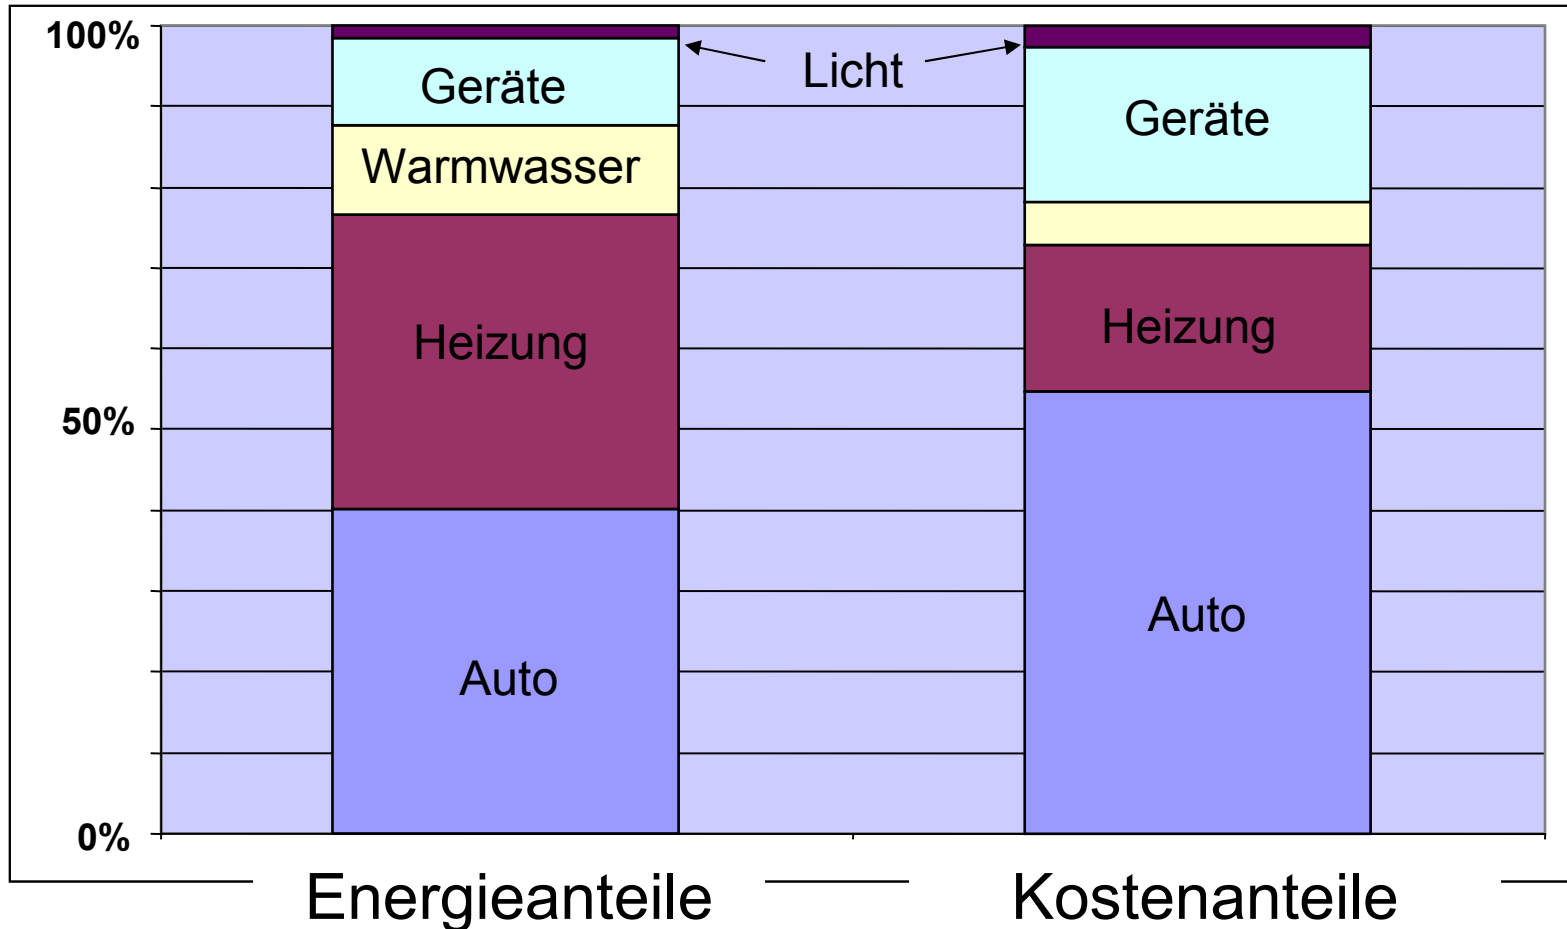 100%
Licht
Geräte
Geräte
Warmwasser
Heizung
Heizung
50%
Auto
Auto
0%
Energieanteile
Kostenanteile